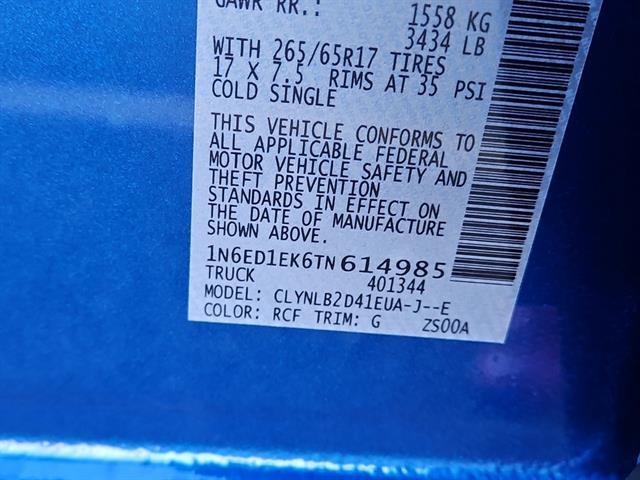 GAWR RR.: 1558 KG
3434 LB
WITH 265/65R17 TIRES
17 X 7.5 RIMS AT 35 PSI
COLD SINGLE
THIS VEHICLE CONFORMS TO
ALL APPLICABLE FEDERAL
MOTOR VEHICLE SAFETY AND
THEFT PREVENTION
STANDARDS IN EFFECT ON
THE DATE OF MANUFACTURE
SHOWN ABOVE.
1N6ED1EK6TN614985
TRUCK 401344
MODEL: CLYNLB2D41EUA-J--E
COLOR: RCF TRIM: G ZS00A